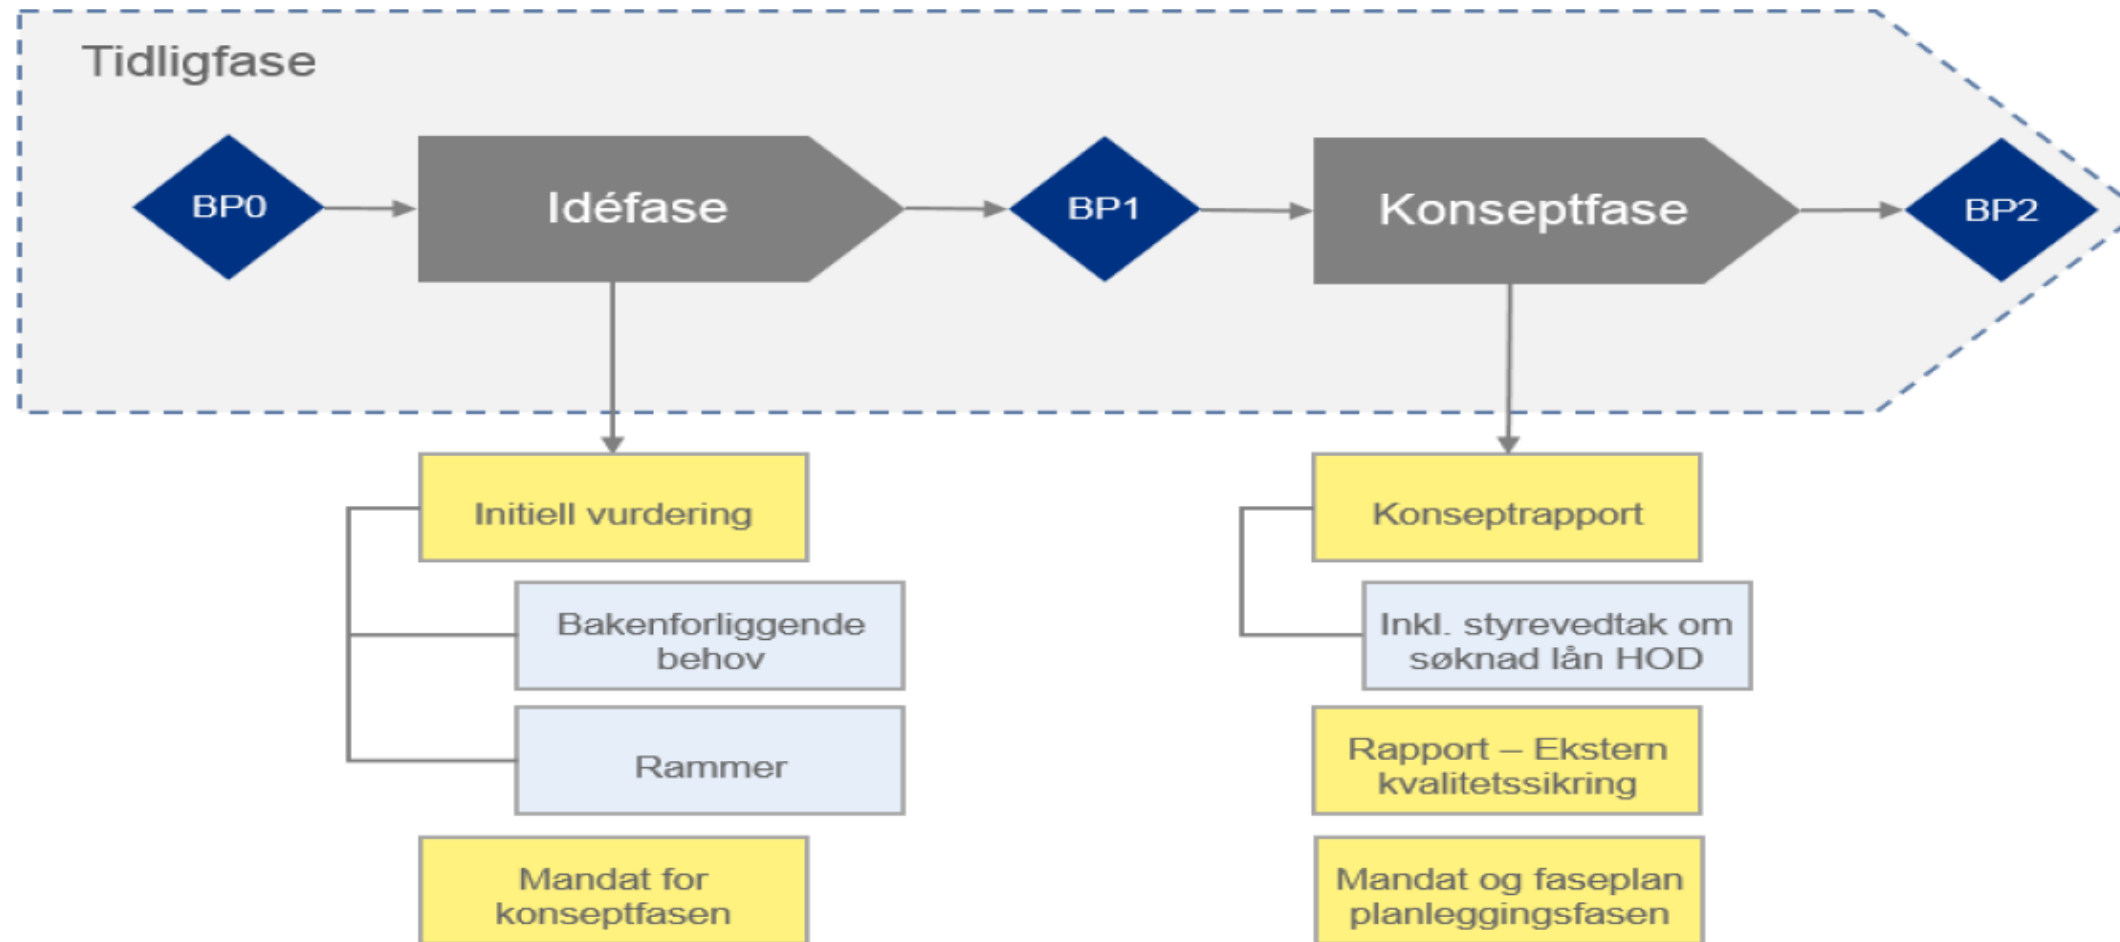 Tidligfase
BP0
Idéfase
BP1
Konseptfase
BP2
Initiell vurdering
Bakenforliggende
behov
Rammer
Mandat for
konseptfasen
Konseptrapport
Inkl. styrevedtak om
søknad lån HOD
Rapport – Ekstern
kvalitetssikring
Mandat og faseplan
planleggingsfasen